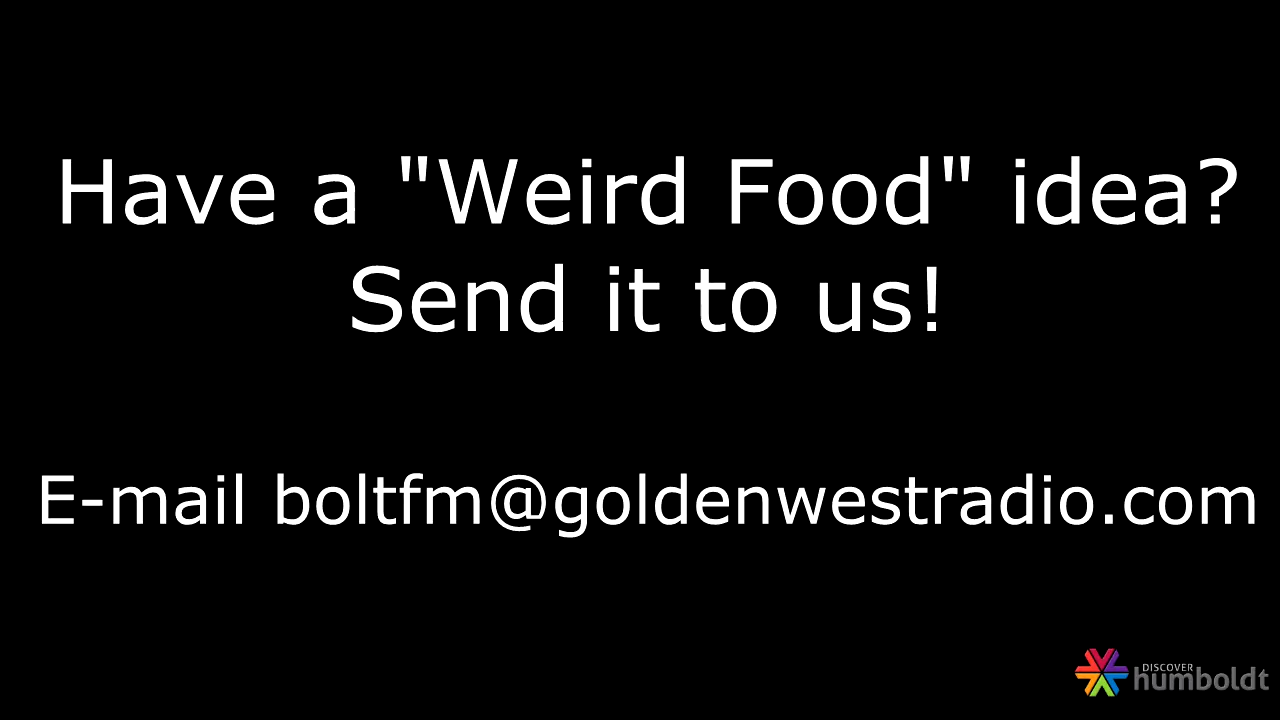 Have a "Weird Food" idea?
Send it to us!
E-mail boltfm@goldenwestradio.com
DISCOVER
humboldt